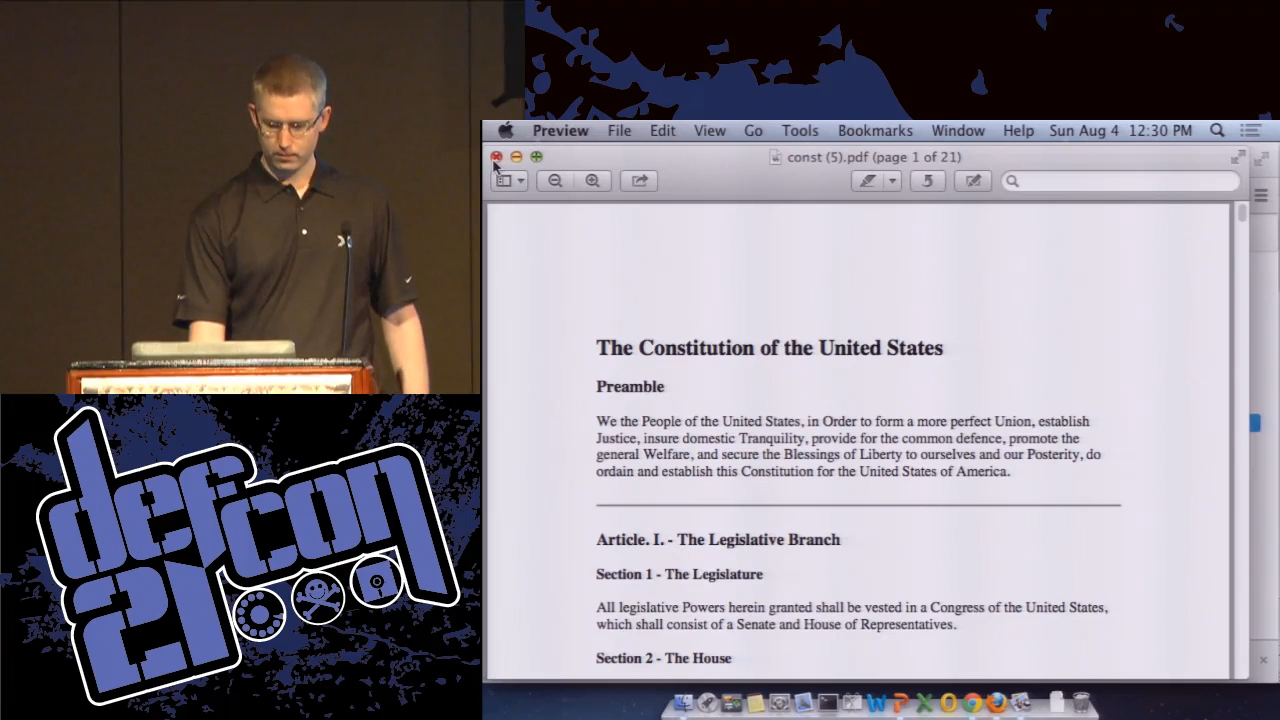 Preview File Edit View Go Tools Bookmarks Window Help Sun Aug 4 12:30 PM
const (5).pdf (page 1 of 21)
The Constitution of the United States
Preamble
We the People of the United States, in Order to form a more perfect Union, establish
Justice, insure domestic Tranquility, provide for the common defence, promote the
general Welfare, and secure the Blessings of Liberty to ourselves and our Posterity, do
ordain and establish this Constitution for the United States of America.
Article. I. - The Legislative Branch
Section 1 - The Legislature
All legislative Powers herein granted shall be vested in a Congress of the United States,
which shall consist of a Senate and House of Representatives.
Section 2 - The House
defcon
21